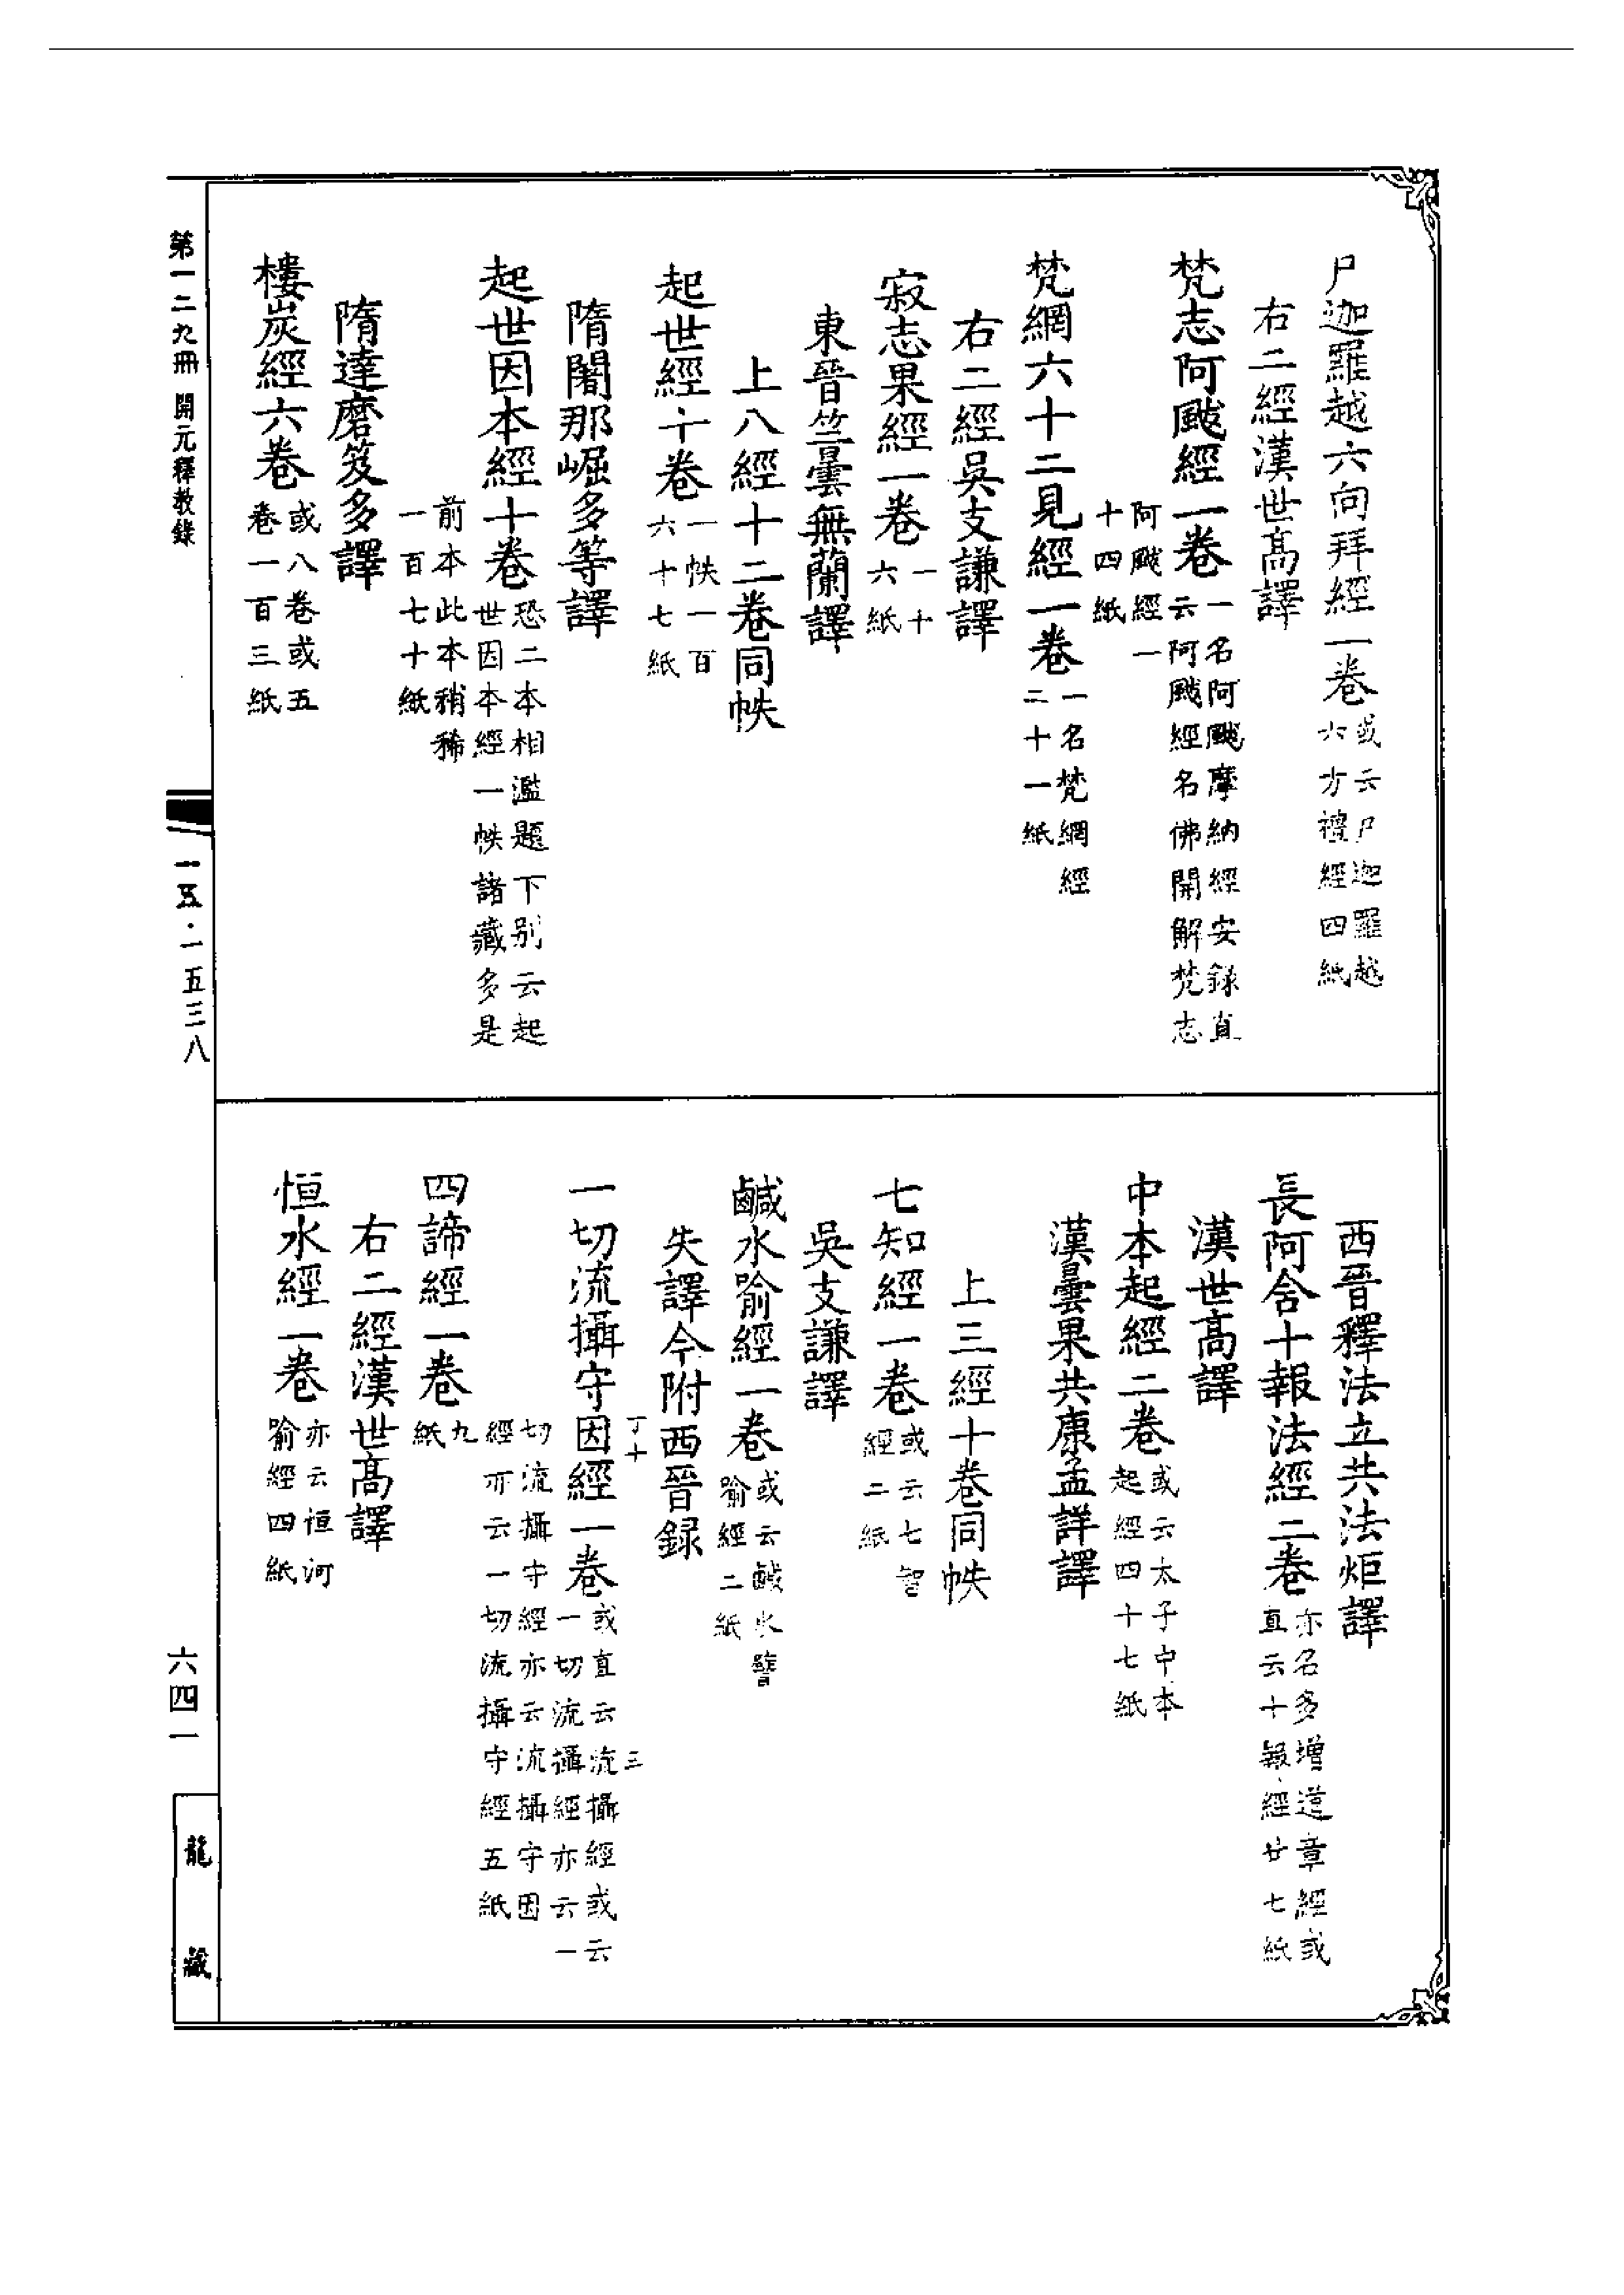 尸迦羅越六向拜經一卷或云尸迦羅越六方禮經四紙
右二經漢世高譯
梵志阿颰經一卷一名阿颰摩納經安錄直云阿颰經名佛開解梵志
阿颰經一十四紙
梵網六十二見經一卷一名梵網經二十一紙
右二經吳支謙譯
寂志果經一卷一十六紙
東晉竺曇無蘭譯
上八經十二卷同帙
起世經十卷一帙一百六十七紙
隋闍那崛多等譯
起世因本經十卷恐二本相濫題下別云起世因本經一帙諸藏多是
前本此本稍稀一百七十紙
隋達磨笈多譯
樓炭經六卷或八卷或五卷一百三紙
西晉釋法立共法炬譯
長阿含十報法經二卷亦名多增道章經或直云十報經廿七紙
漢世高譯
中本起經二卷或云太子中本起經四十七紙
漢曇果共康孟詳譯
上三經十卷同帙
七知經一卷或云七智經二紙
吳支謙譯
鹹水喻經一卷或云鹹水譬喻經二紙
失譯今附西晉錄
丁十 三
一切流攝守因經一卷或直云流攝經或云一切流攝經亦云一
切流攝守經亦云流攝守因經亦云一切流攝守經五紙
四諦經一卷九紙
右二經漢世高譯
恒水經一卷亦云恒河喻經四紙
第一二九冊 開元釋教錄
一五·一五三八
六四一
龍藏